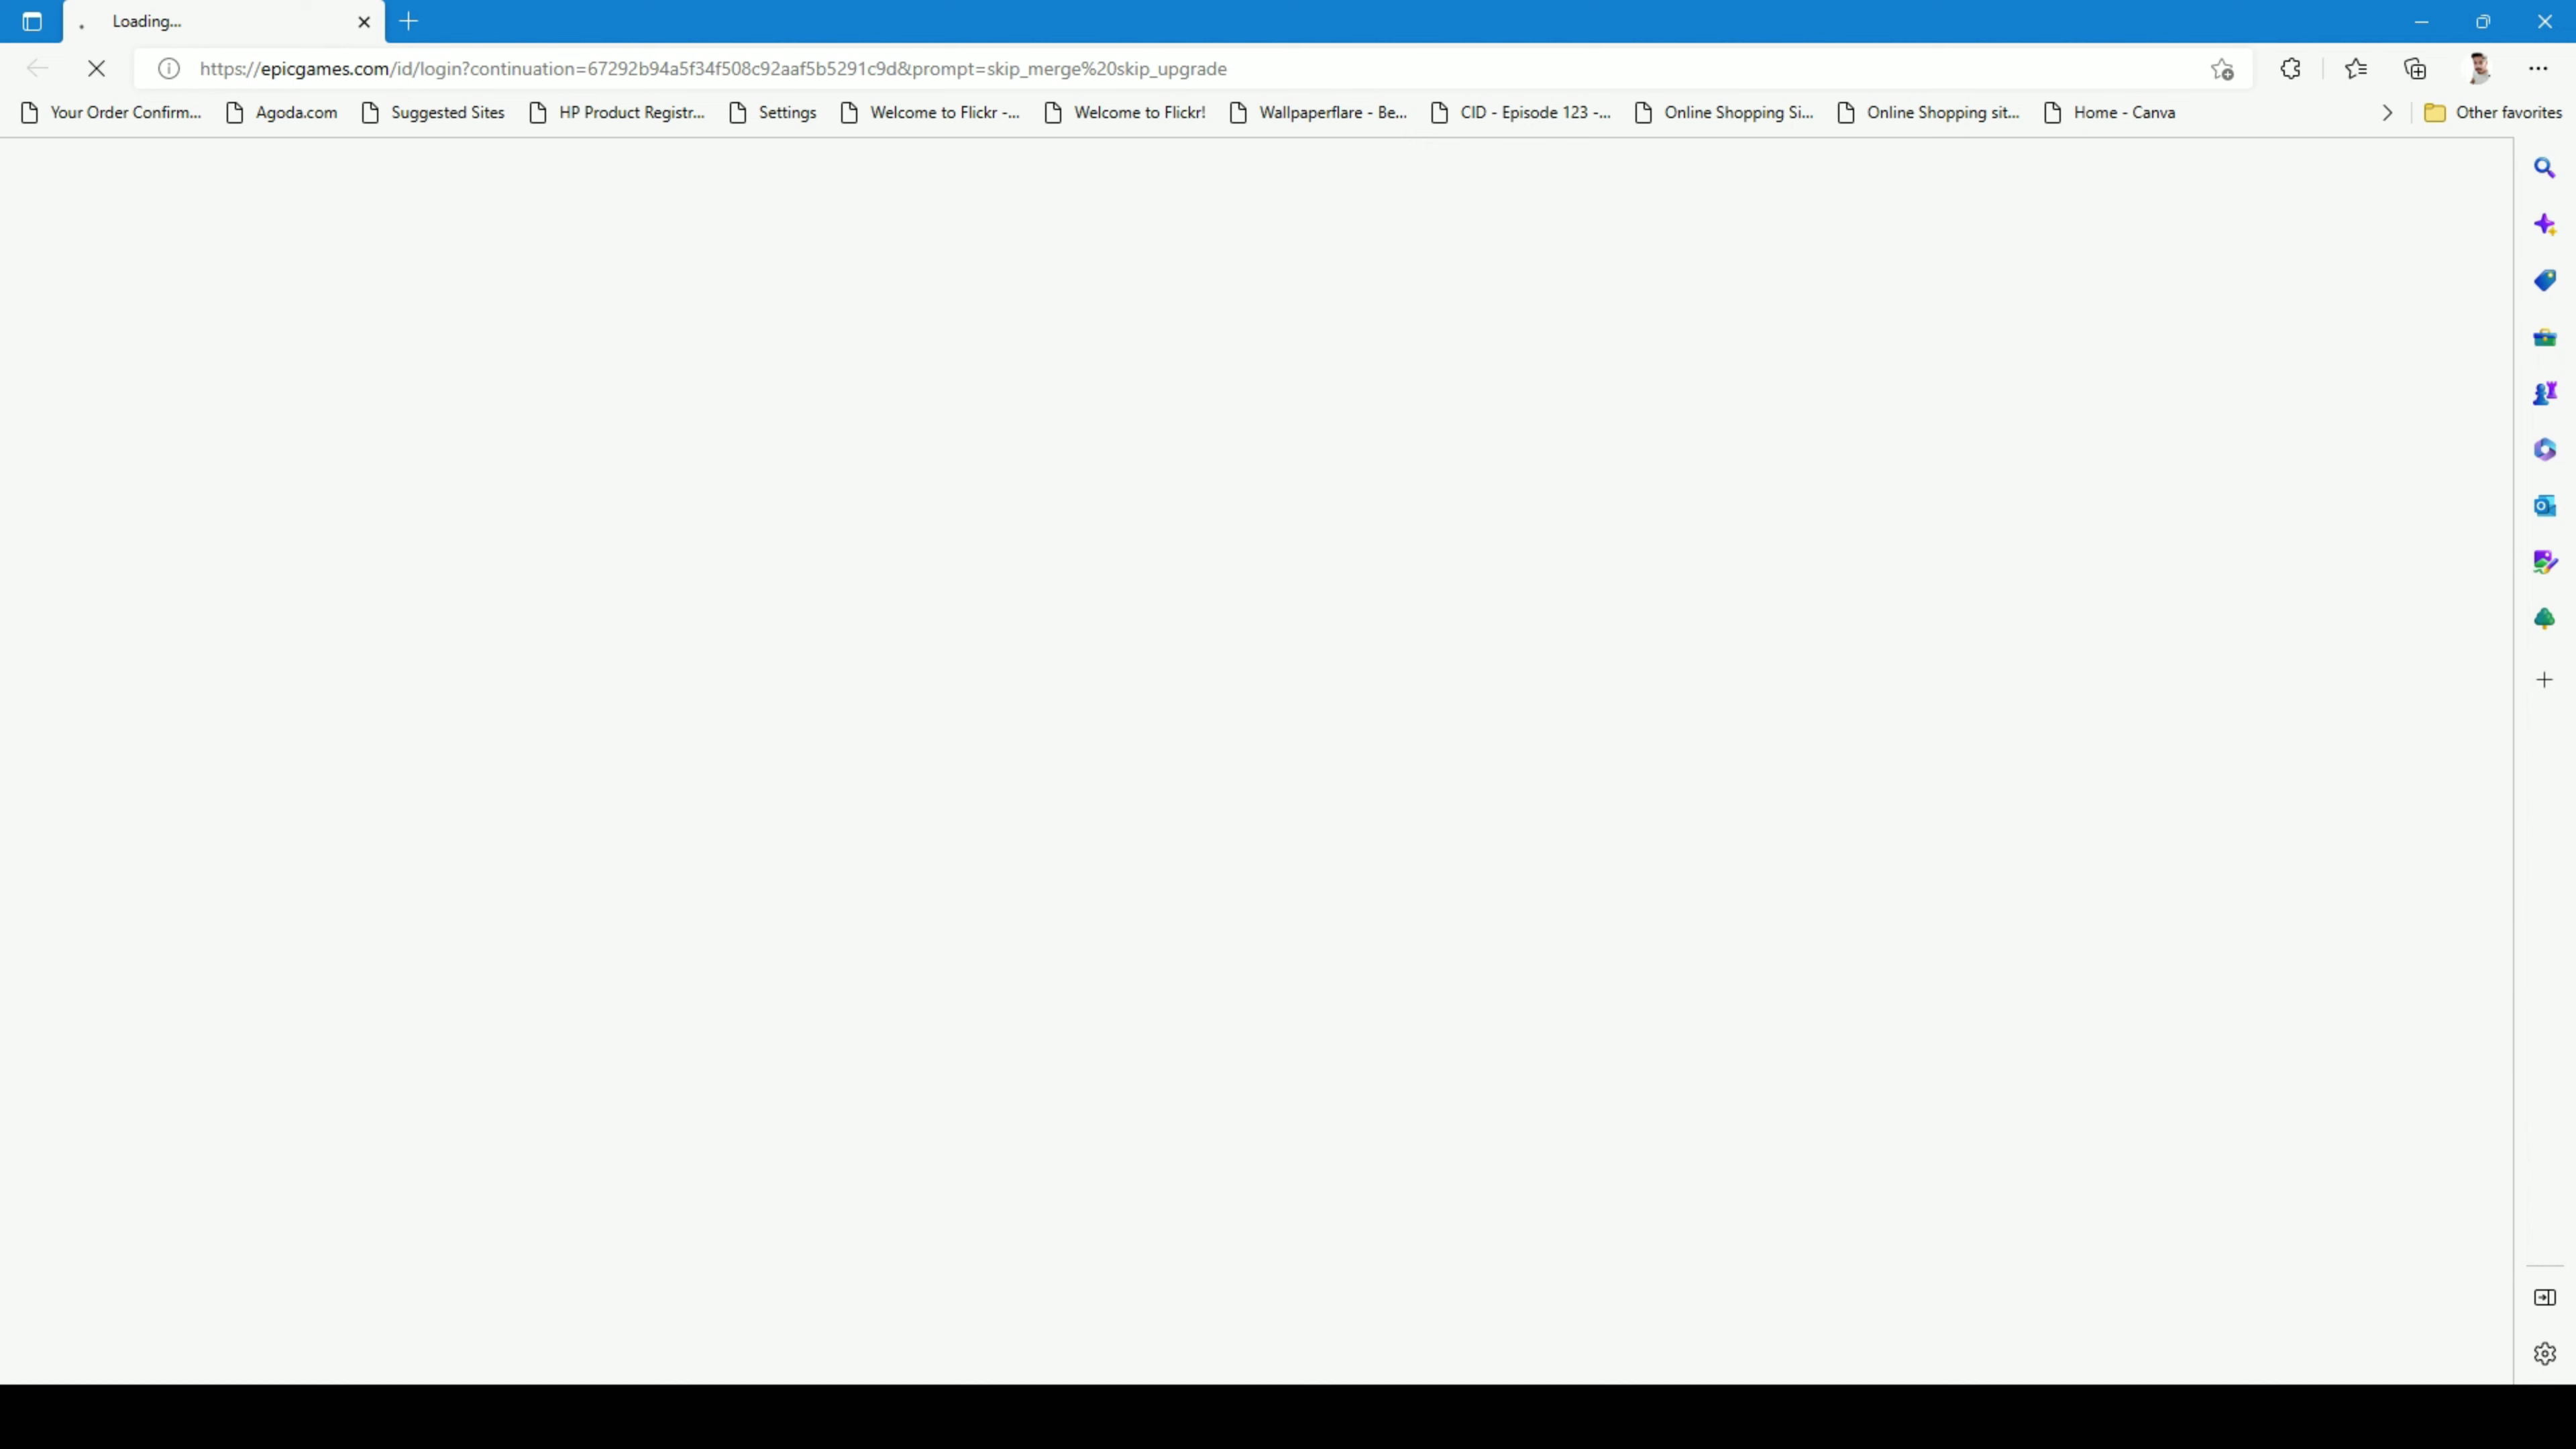 Loading...
https://epicgames.com/id/login?continuation=67292b94a5f34f508c92aaf5b5291c9d&prompt=skip_merge%20skip_upgrade
Your Order Confirm... Agoda.com Suggested Sites HP Product Registr... Settings Welcome to Flickr -... Welcome to Flickr! Wallpaperflare - Be... CID - Episode 123 -... Online Shopping Si... Online Shopping sit... Home - Canva Other favorites